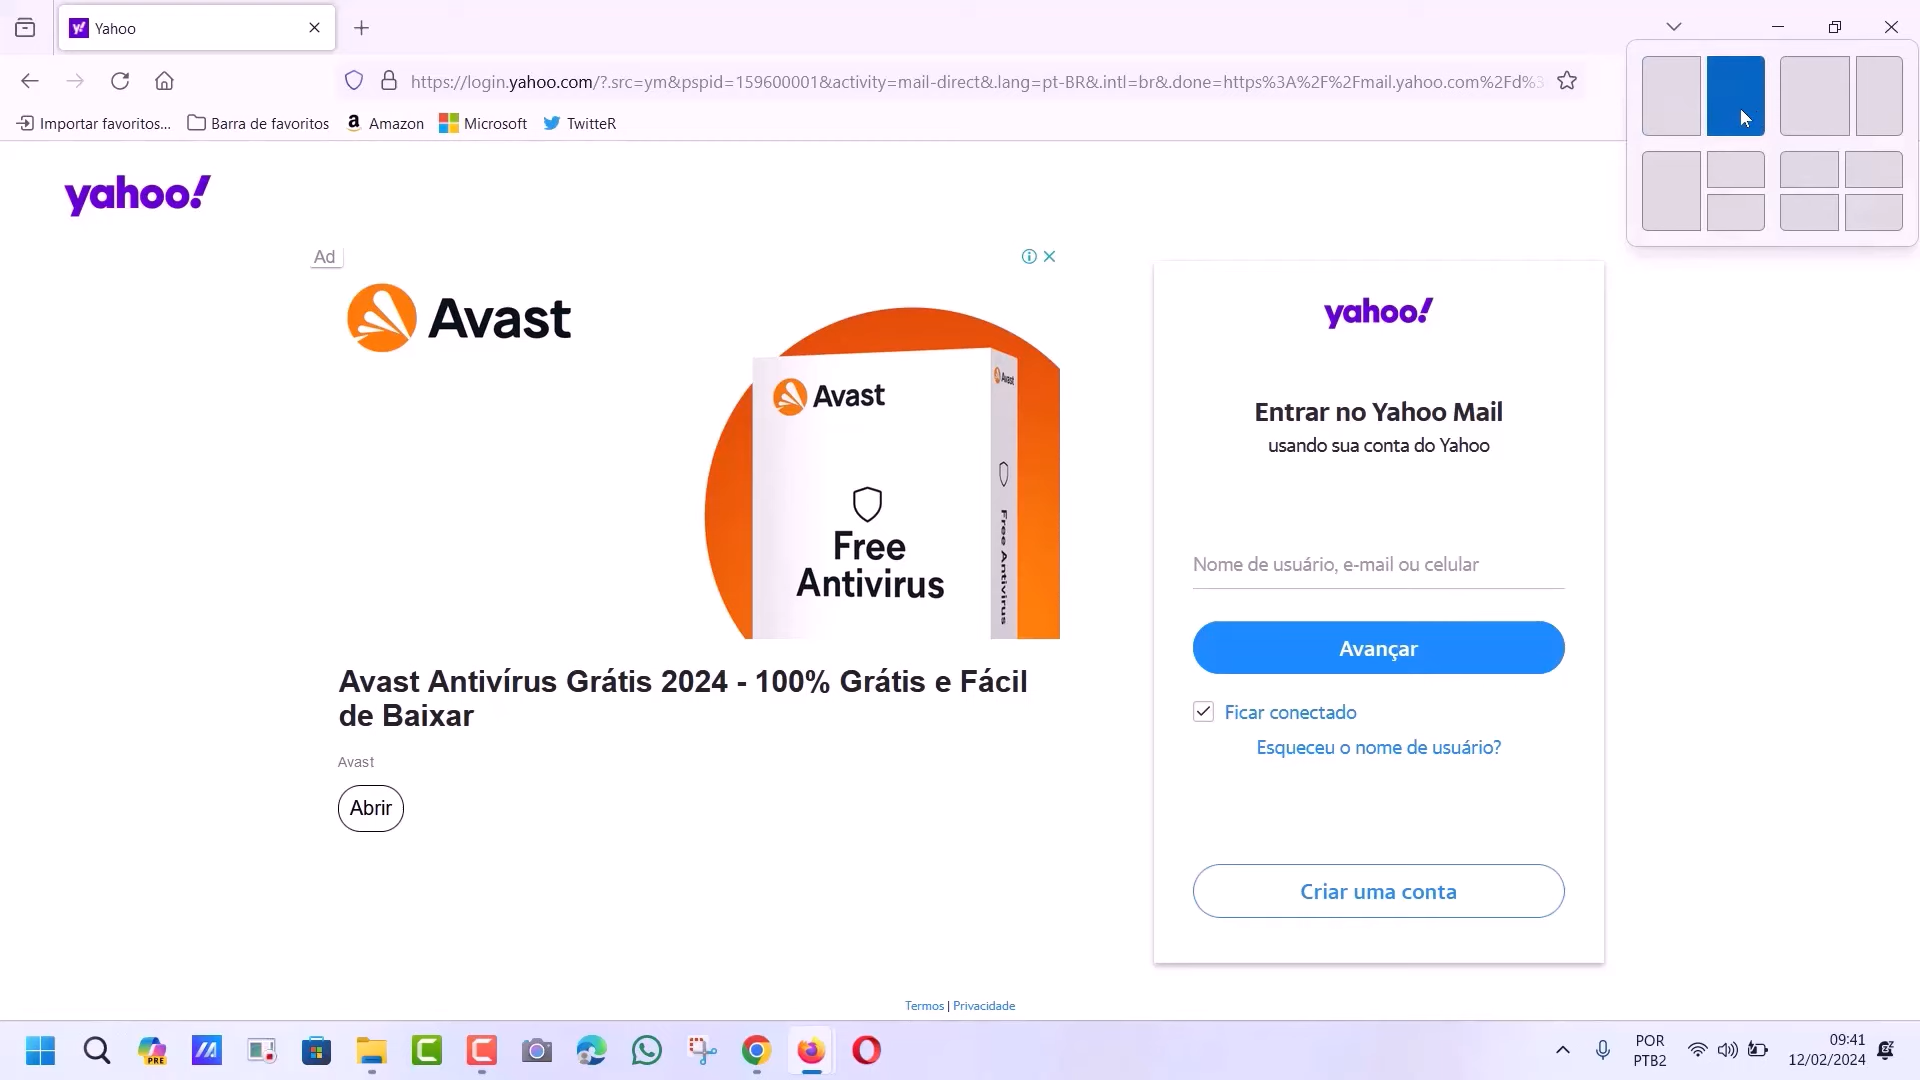 Yahoo
https://login.yahoo.com/?.src=ym&pspid=159600001&activity=mail-direct&.lang=pt-BR&.intl=br&.done=https%3A%2F%2Fmail.yahoo.com%2Fd%3
Importar favoritos... Barra de favoritos Amazon Microsoft TwitteR
yahoo!
Ad
Avast
Avast
Avast
Free
Antivirus
Free Antivirus
Avast Antivírus Grátis 2024 - 100% Grátis e Fácil
de Baixar
Avast
Abrir
yahoo!
Entrar no Yahoo Mail
usando sua conta do Yahoo
Nome de usuário, e-mail ou celular
Avançar
Ficar conectado
Esqueceu o nome de usuário?
Criar uma conta
Termos | Privacidade
PRE
POR
PTB2
09:41
12/02/2024